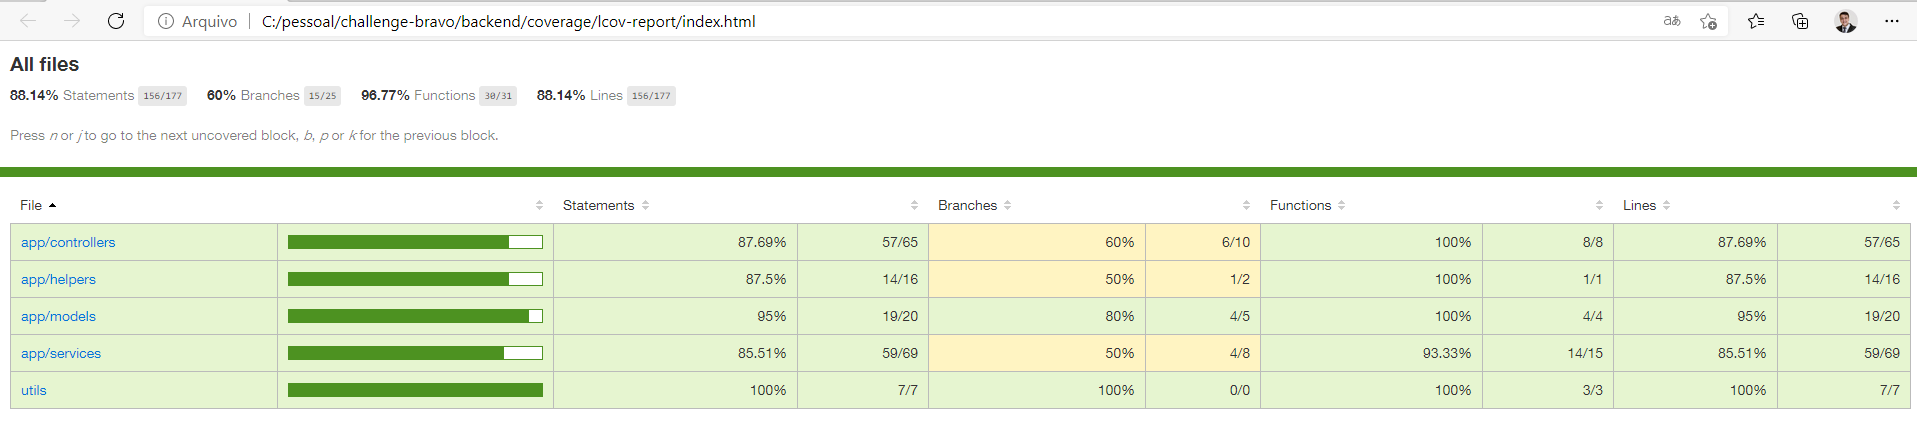 Arquivo C:/pessoal/challenge-bravo/backend/coverage/lcov-report/index.html aあ
All files
88.14% Statements 156/177 60% Branches 15/25 96.77% Functions 30/31 88.14% Lines 156/177
Press n or j to go to the next uncovered block, b, p or k for the previous block.
File Statements Branches Functions Lines
app/controllers 87.69% 57/65 60% 6/10 100% 8/8 87.69% 57/65
app/helpers 87.5% 14/16 50% 1/2 100% 1/1 87.5% 14/16
app/models 95% 19/20 80% 4/5 100% 4/4 95% 19/20
app/services 85.51% 59/69 50% 4/8 93.33% 14/15 85.51% 59/69
utils 100% 7/7 100% 0/0 100% 3/3 100% 7/7